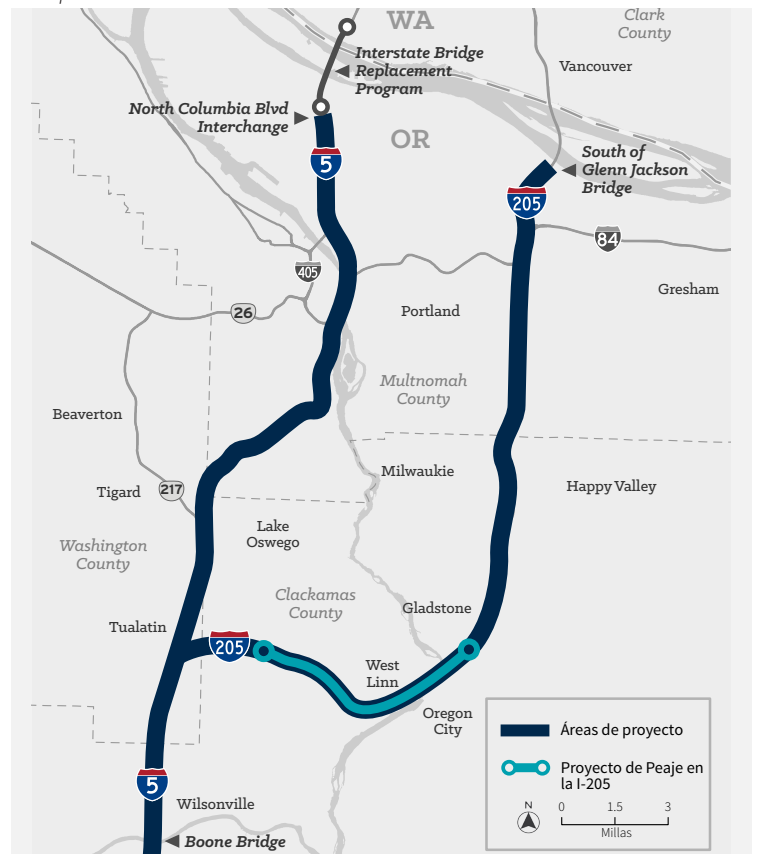 WA
Clark
County
Interstate Bridge
Replacement
Program
Vancouver
North Columbia Blvd
Interchange
OR
South of
Glenn Jackson
Bridge
5
205
84
405
Gresham
26
Portland
Multnomah
County
Beaverton
Milwaukie
Tigard
217
Happy Valley
Lake
Oswego
Washington
County
Clackamas
County
Gladstone
Tualatin
205
West
Linn
Oregon
City
5
Wilsonville
Boone Bridge
Áreas de proyecto
Proyecto de Peaje en
la I-205
N
0 1.5 3
Millas